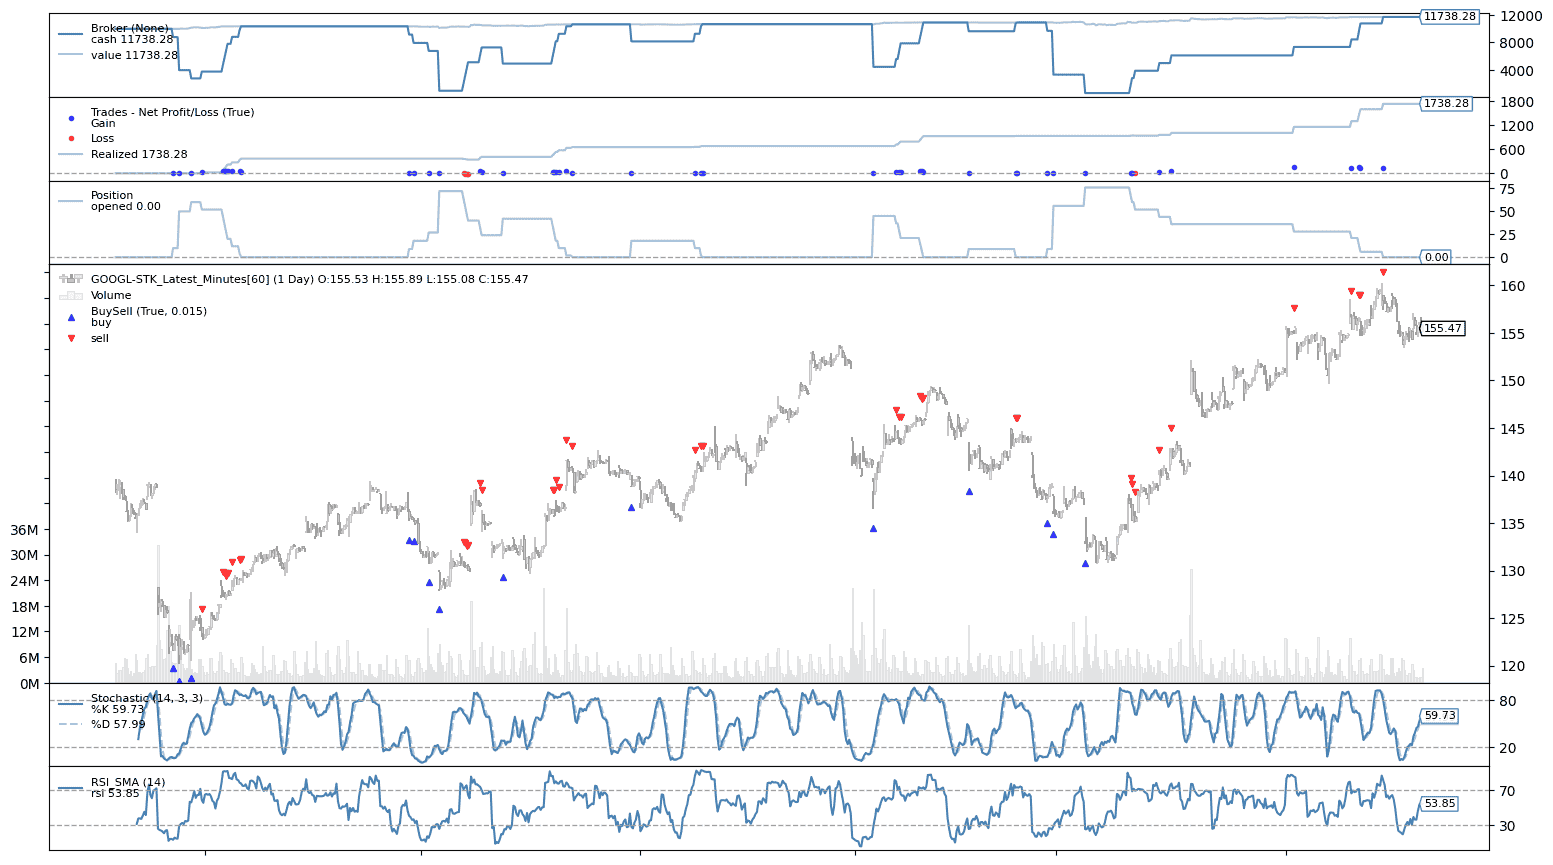 Broker (None)
cash 11738.28
value 11738.28
11738.28
12000
8000
4000
Trades - Net Profit/Loss (True)
Gain
Loss
Realized 1738.28
1738.28
1800
1200
600
0
Position
opened 0.00
75
50
25
0
0.00
GOOGL-STK_Latest_Minutes[60] (1 Day) O:155.53 H:155.89 L:155.08 C:155.47
Volume
BuySell (True, 0.015)
buy
sell
160
155
155.47
150
145
140
135
130
125
120
36M
30M
24M
18M
12M
6M
0M
Stochastic (14, 3, 3)
%K 59.73
%D 57.99
80
59.73
20
RSI_SMA (14)
rsi 53.85
70
53.85
30